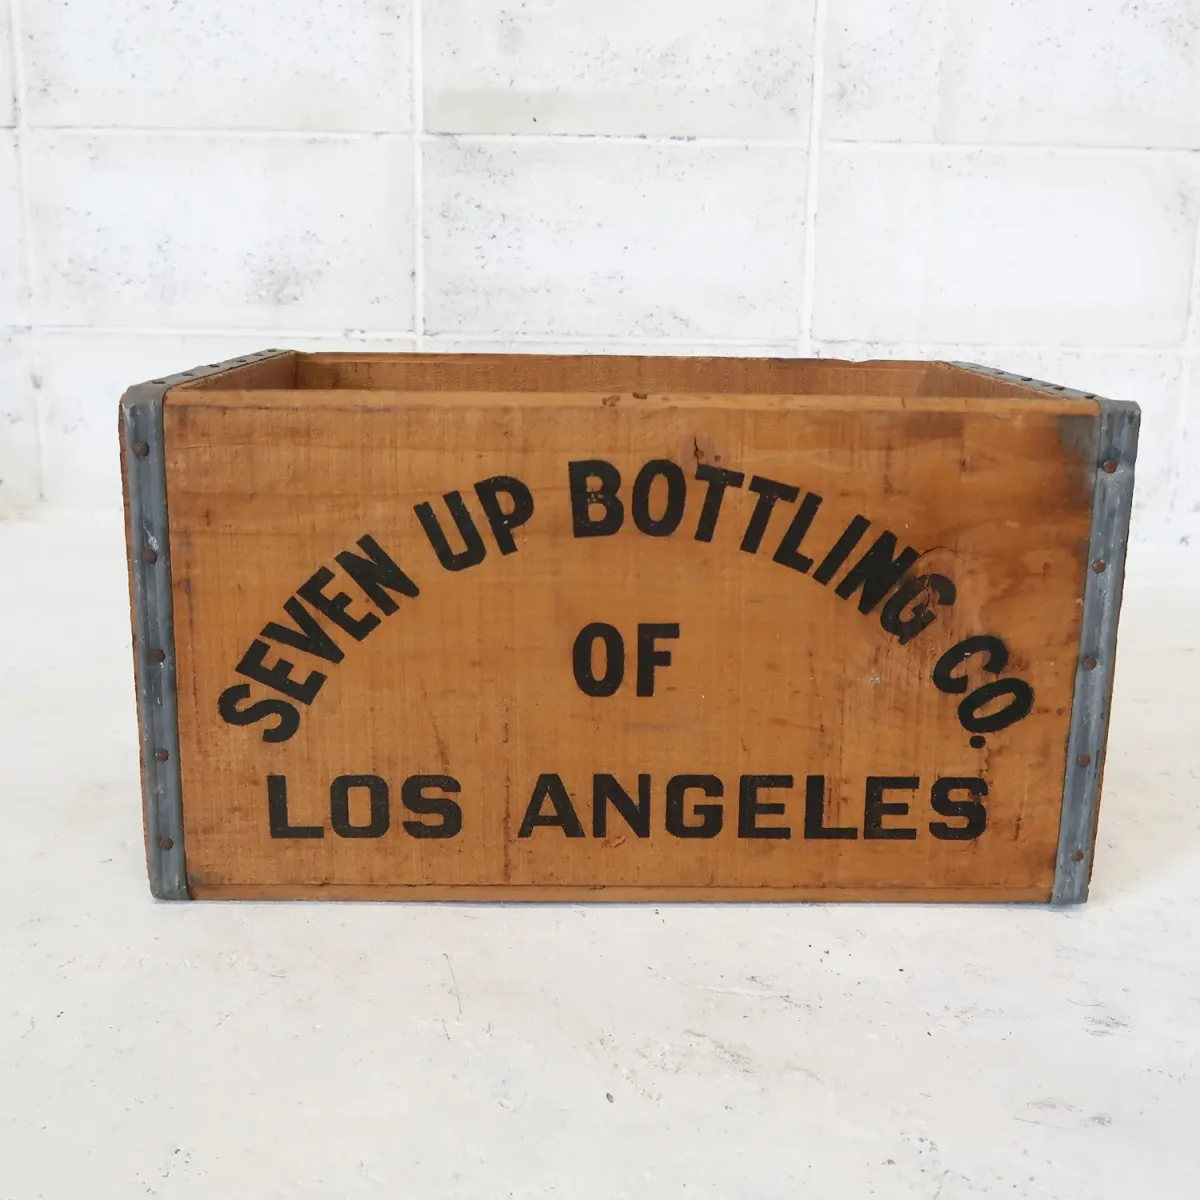 SEVEN UP BOTTLING CO.
OF
LOS ANGELES